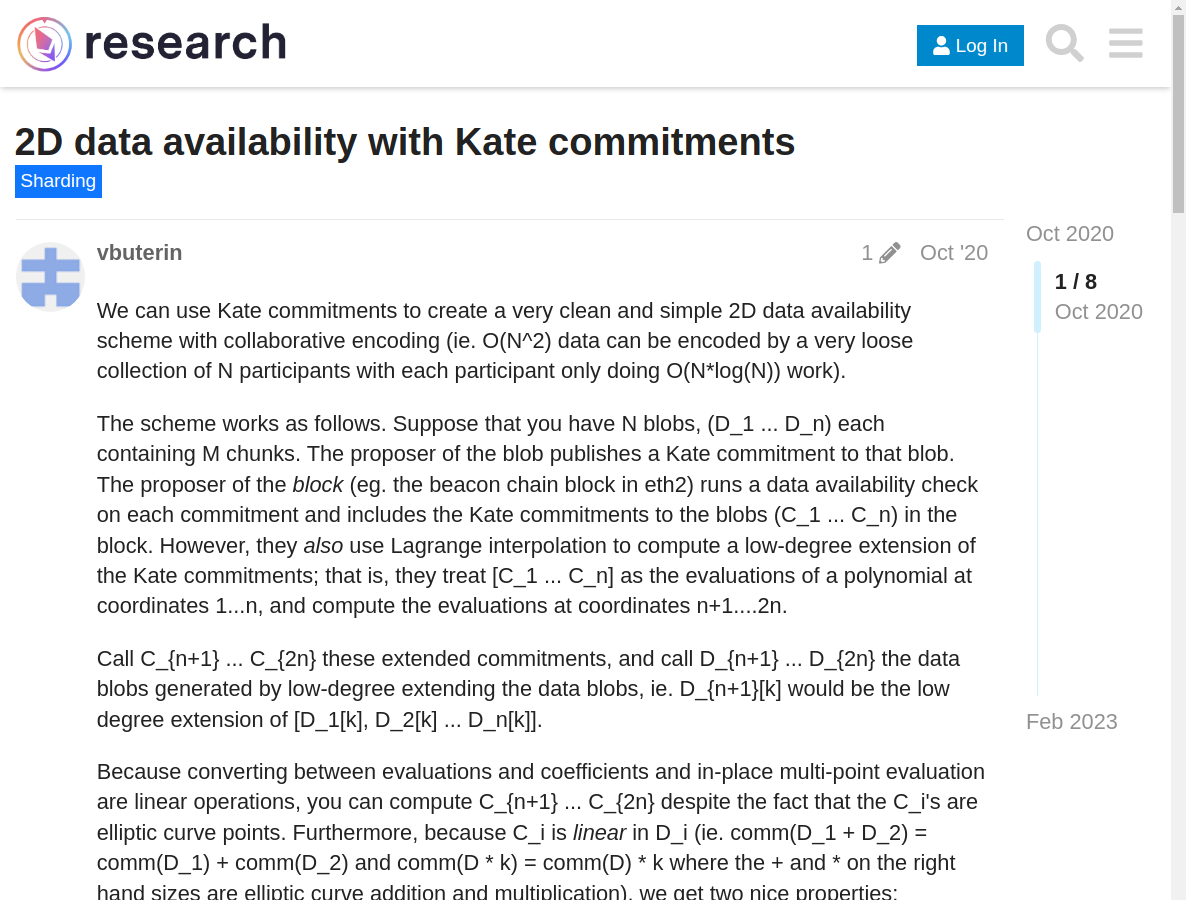 research
Log In
2D data availability with Kate commitments
Sharding
vbuterin
1
Oct '20
We can use Kate commitments to create a very clean and simple 2D data availability
scheme with collaborative encoding (ie. O(N^2) data can be encoded by a very loose
collection of N participants with each participant only doing O(N*log(N)) work).
The scheme works as follows. Suppose that you have N blobs, (D_1 ... D_n) each
containing M chunks. The proposer of the blob publishes a Kate commitment to that blob.
The proposer of the block (eg. the beacon chain block in eth2) runs a data availability check
on each commitment and includes the Kate commitments to the blobs (C_1 ... C_n) in the
block. However, they also use Lagrange interpolation to compute a low-degree extension of
the Kate commitments; that is, they treat [C_1 ... C_n] as the evaluations of a polynomial at
coordinates 1...n, and compute the evaluations at coordinates n+1....2n.
Call C_{n+1} ... C_{2n} these extended commitments, and call D_{n+1} ... D_{2n} the data
blobs generated by low-degree extending the data blobs, ie. D_{n+1}[k] would be the low
degree extension of [D_1[k], D_2[k] ... D_n[k]].
Because converting between evaluations and coefficients and in-place multi-point evaluation
are linear operations, you can compute C_{n+1} ... C_{2n} despite the fact that the C_i's are
elliptic curve points. Furthermore, because C_i is linear in D_i (ie. comm(D_1 + D_2) =
comm(D_1) + comm(D_2) and comm(D * k) = comm(D) * k where the + and * on the right
hand sizes are elliptic curve addition and multiplication), we get two nice properties:
Oct 2020
1 / 8
Oct 2020
Feb 2023